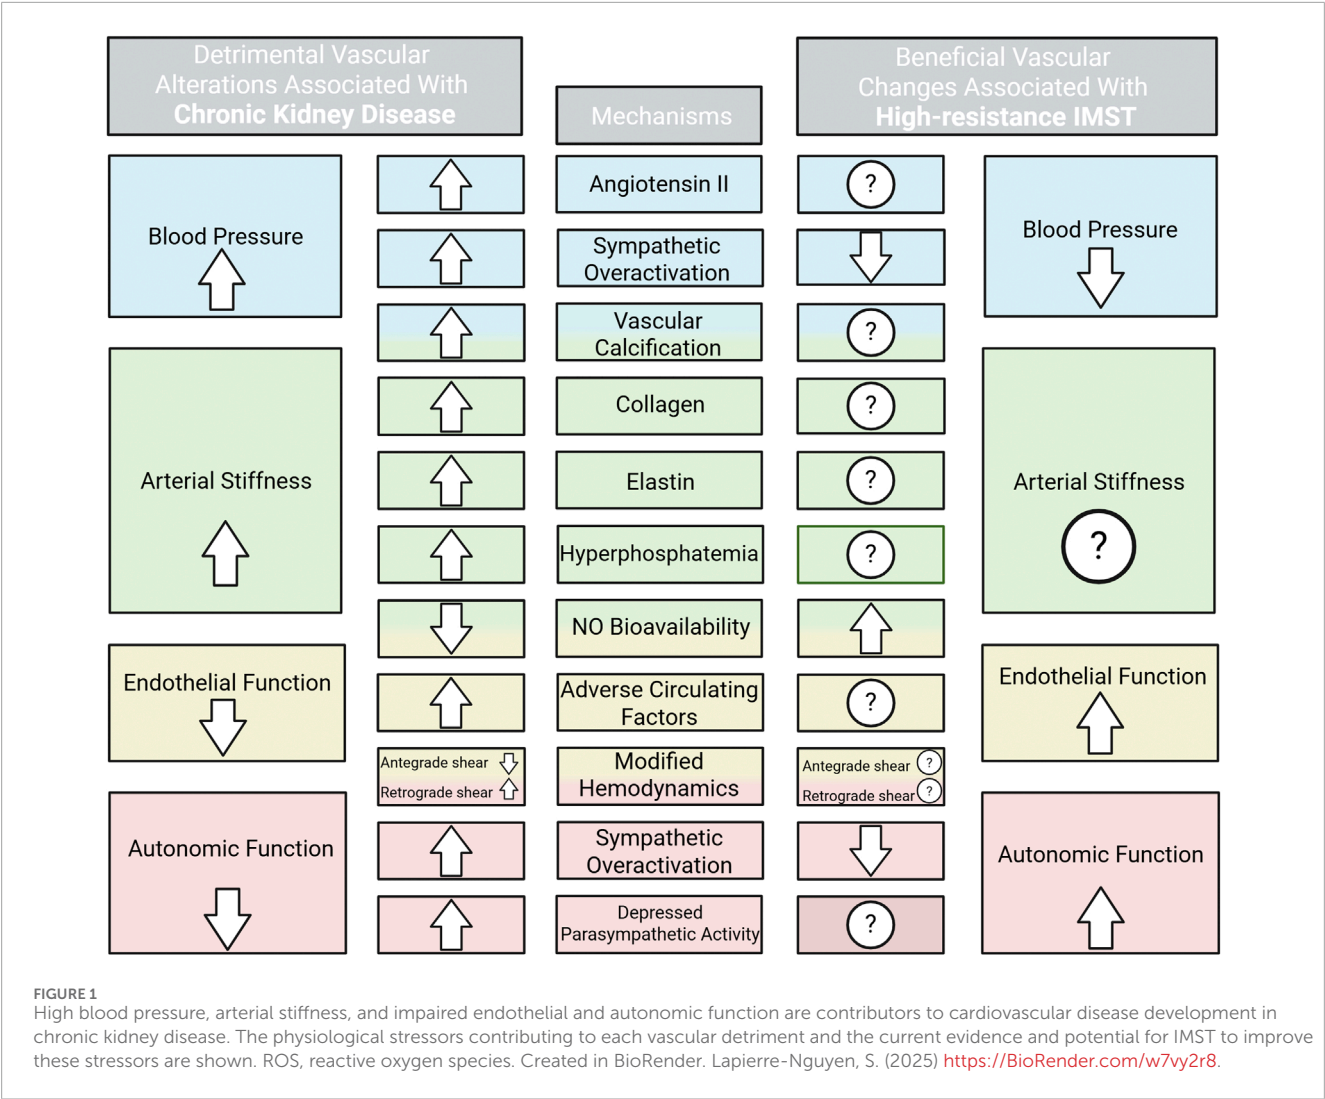 Detrimental Vascular
Alterations Associated With
Chronic Kidney Disease
Mechanisms
Beneficial Vascular
Changes Associated With
High-resistance IMST
Blood Pressure
Angiotensin II
?
Blood Pressure
Sympathetic
Overactivation
Vascular
Calcification
?
Arterial Stiffness
Collagen
?
Arterial Stiffness
?
Elastin
?
Hyperphosphatemia
?
NO Bioavailability
Endothelial Function
Adverse Circulating
Factors
?
Endothelial Function
Antegrade shear
Retrograde shear
Modified
Hemodynamics
Antegrade shear ?
Retrograde shear ?
Autonomic Function
Sympathetic
Overactivation
Autonomic Function
Depressed
Parasympathetic Activity
?
FIGURE 1
High blood pressure, arterial stiffness, and impaired endothelial and autonomic function are contributors to cardiovascular disease development in
chronic kidney disease. The physiological stressors contributing to each vascular detriment and the current evidence and potential for IMST to improve
these stressors are shown. ROS, reactive oxygen species. Created in BioRender. Lapierre-Nguyen, S. (2025) https://BioRender.com/w7vy2r8.